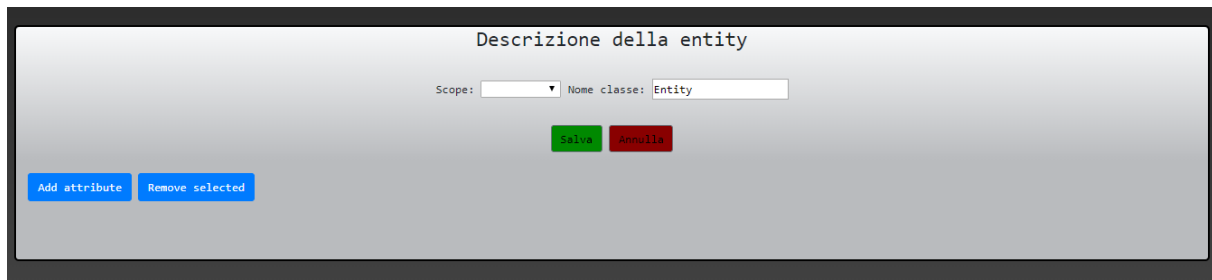 Descrizione della entity
Scope: Nome classe: Entity
Salva Annulla
Add attribute Remove selected